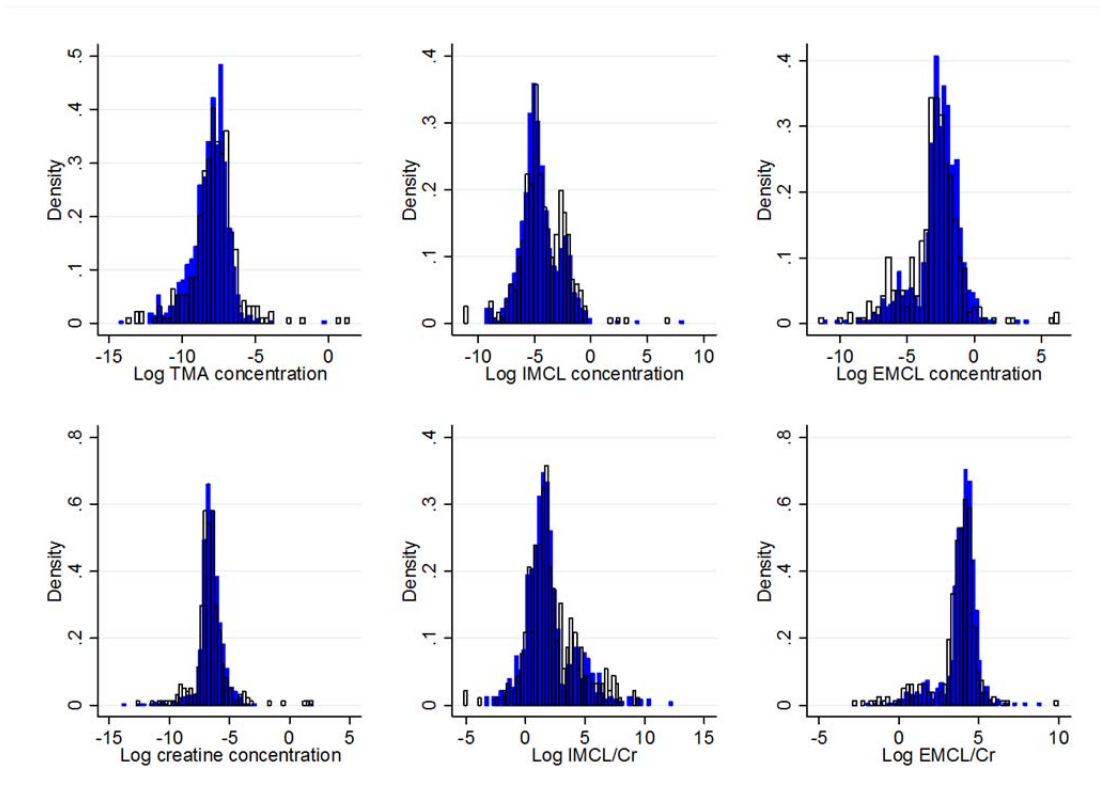 Density
0 .1 .2 .3 .4 .5
-15 -10 -5 0
Log TMA concentration
Density
0 .1 .2 .3 .4
-10 -5 0 5 10
Log IMCL concentration
Density
0 .1 .2 .3 .4
-10 -5 0 5
Log EMCL concentration
Density
0 .2 .4 .6 .8
-15 -10 -5 0 5
Log creatine concentration
Density
0 .1 .2 .3 .4
-5 0 5 10 15
Log IMCL/Cr
Density
0 .2 .4 .6 .8
-5 0 5 10
Log EMCL/Cr